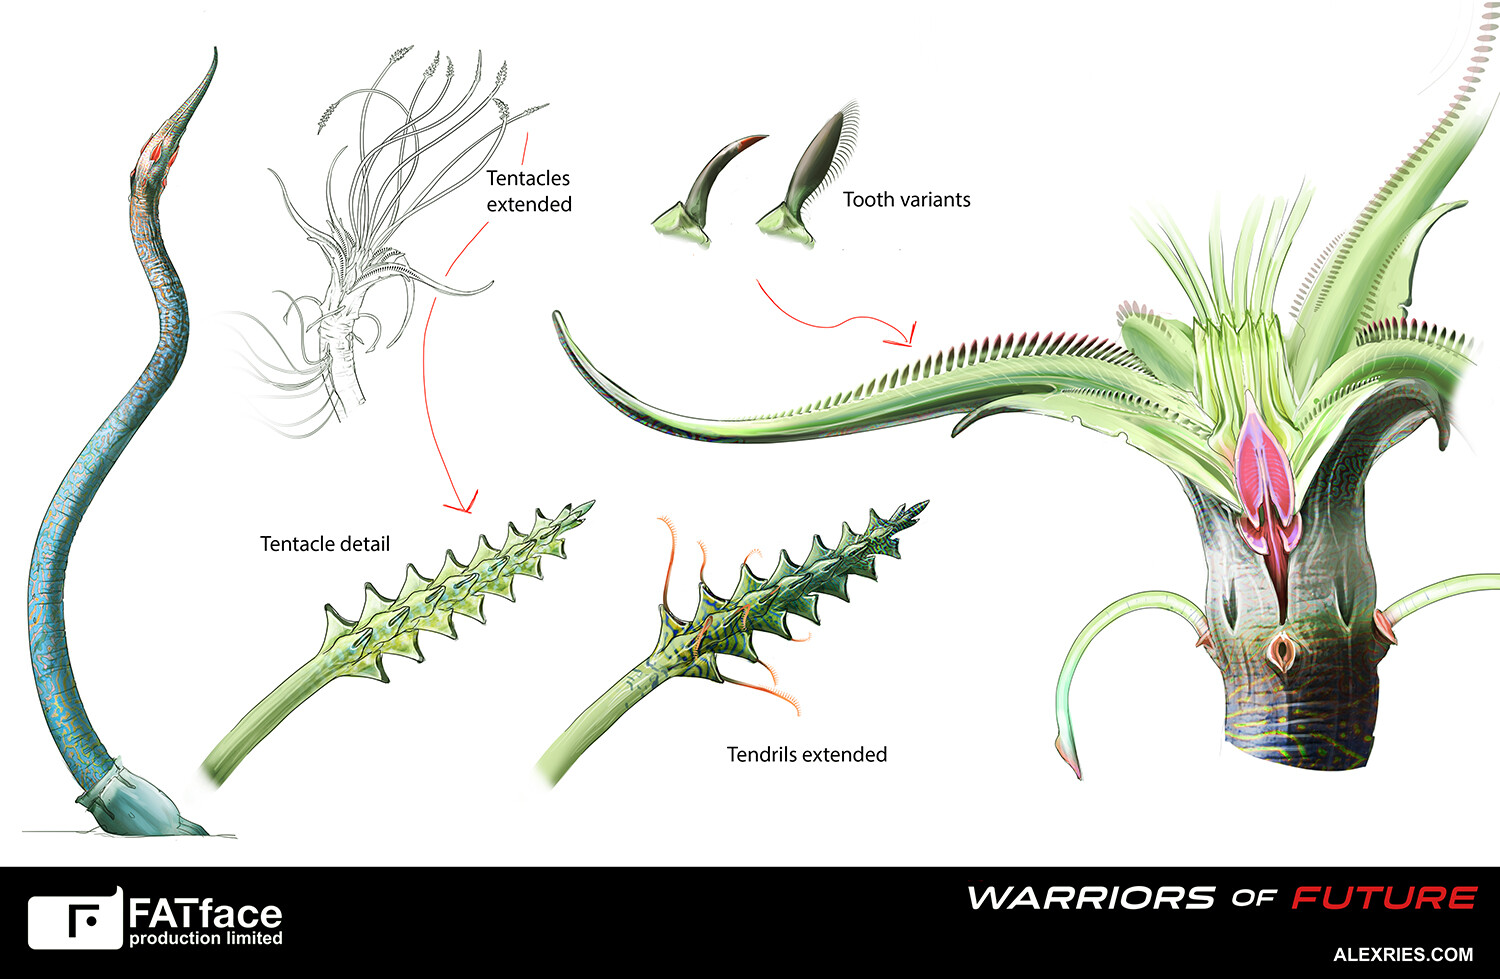 Tentacles
extended
Tooth variants
Tentacle detail
Tendrils extended
FATface
production limited
WARRIORS OF FUTURE
ALEXRIES.COM